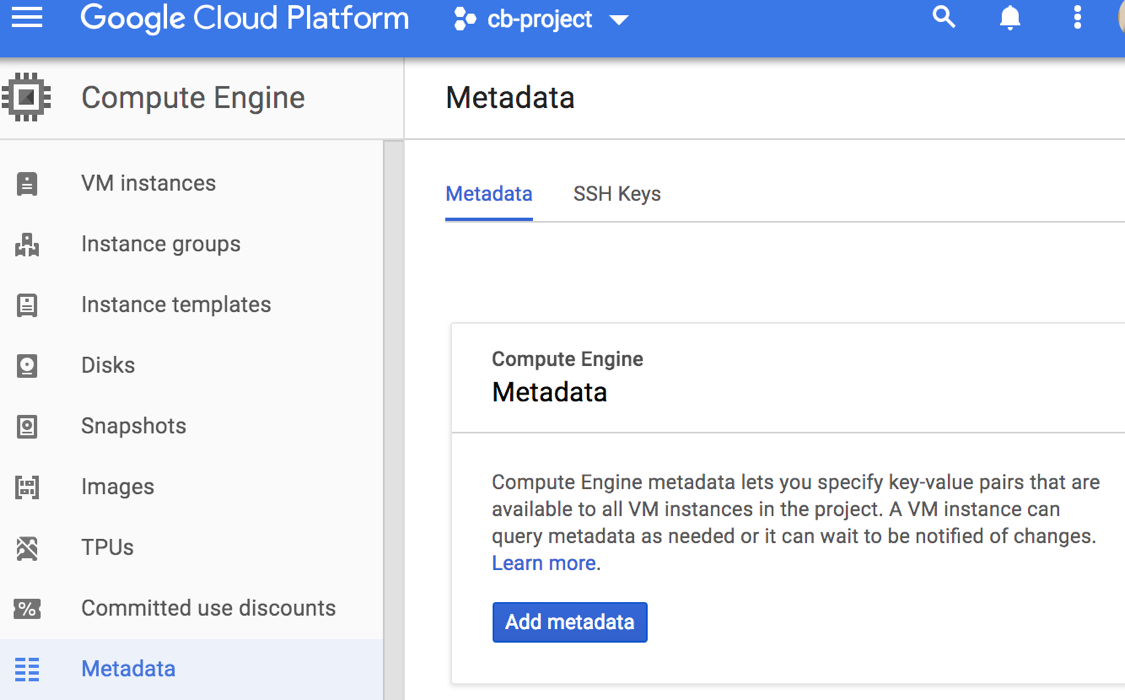 Google Cloud Platform
cb-project
Compute Engine
Metadata
VM instances
Instance groups
Instance templates
Disks
Snapshots
Images
TPUs
Committed use discounts
Metadata
Metadata
SSH Keys
Compute Engine
Metadata
Compute Engine metadata lets you specify key-value pairs that are
available to all VM instances in the project. A VM instance can
query metadata as needed or it can wait to be notified of changes.
Learn more.
Add metadata